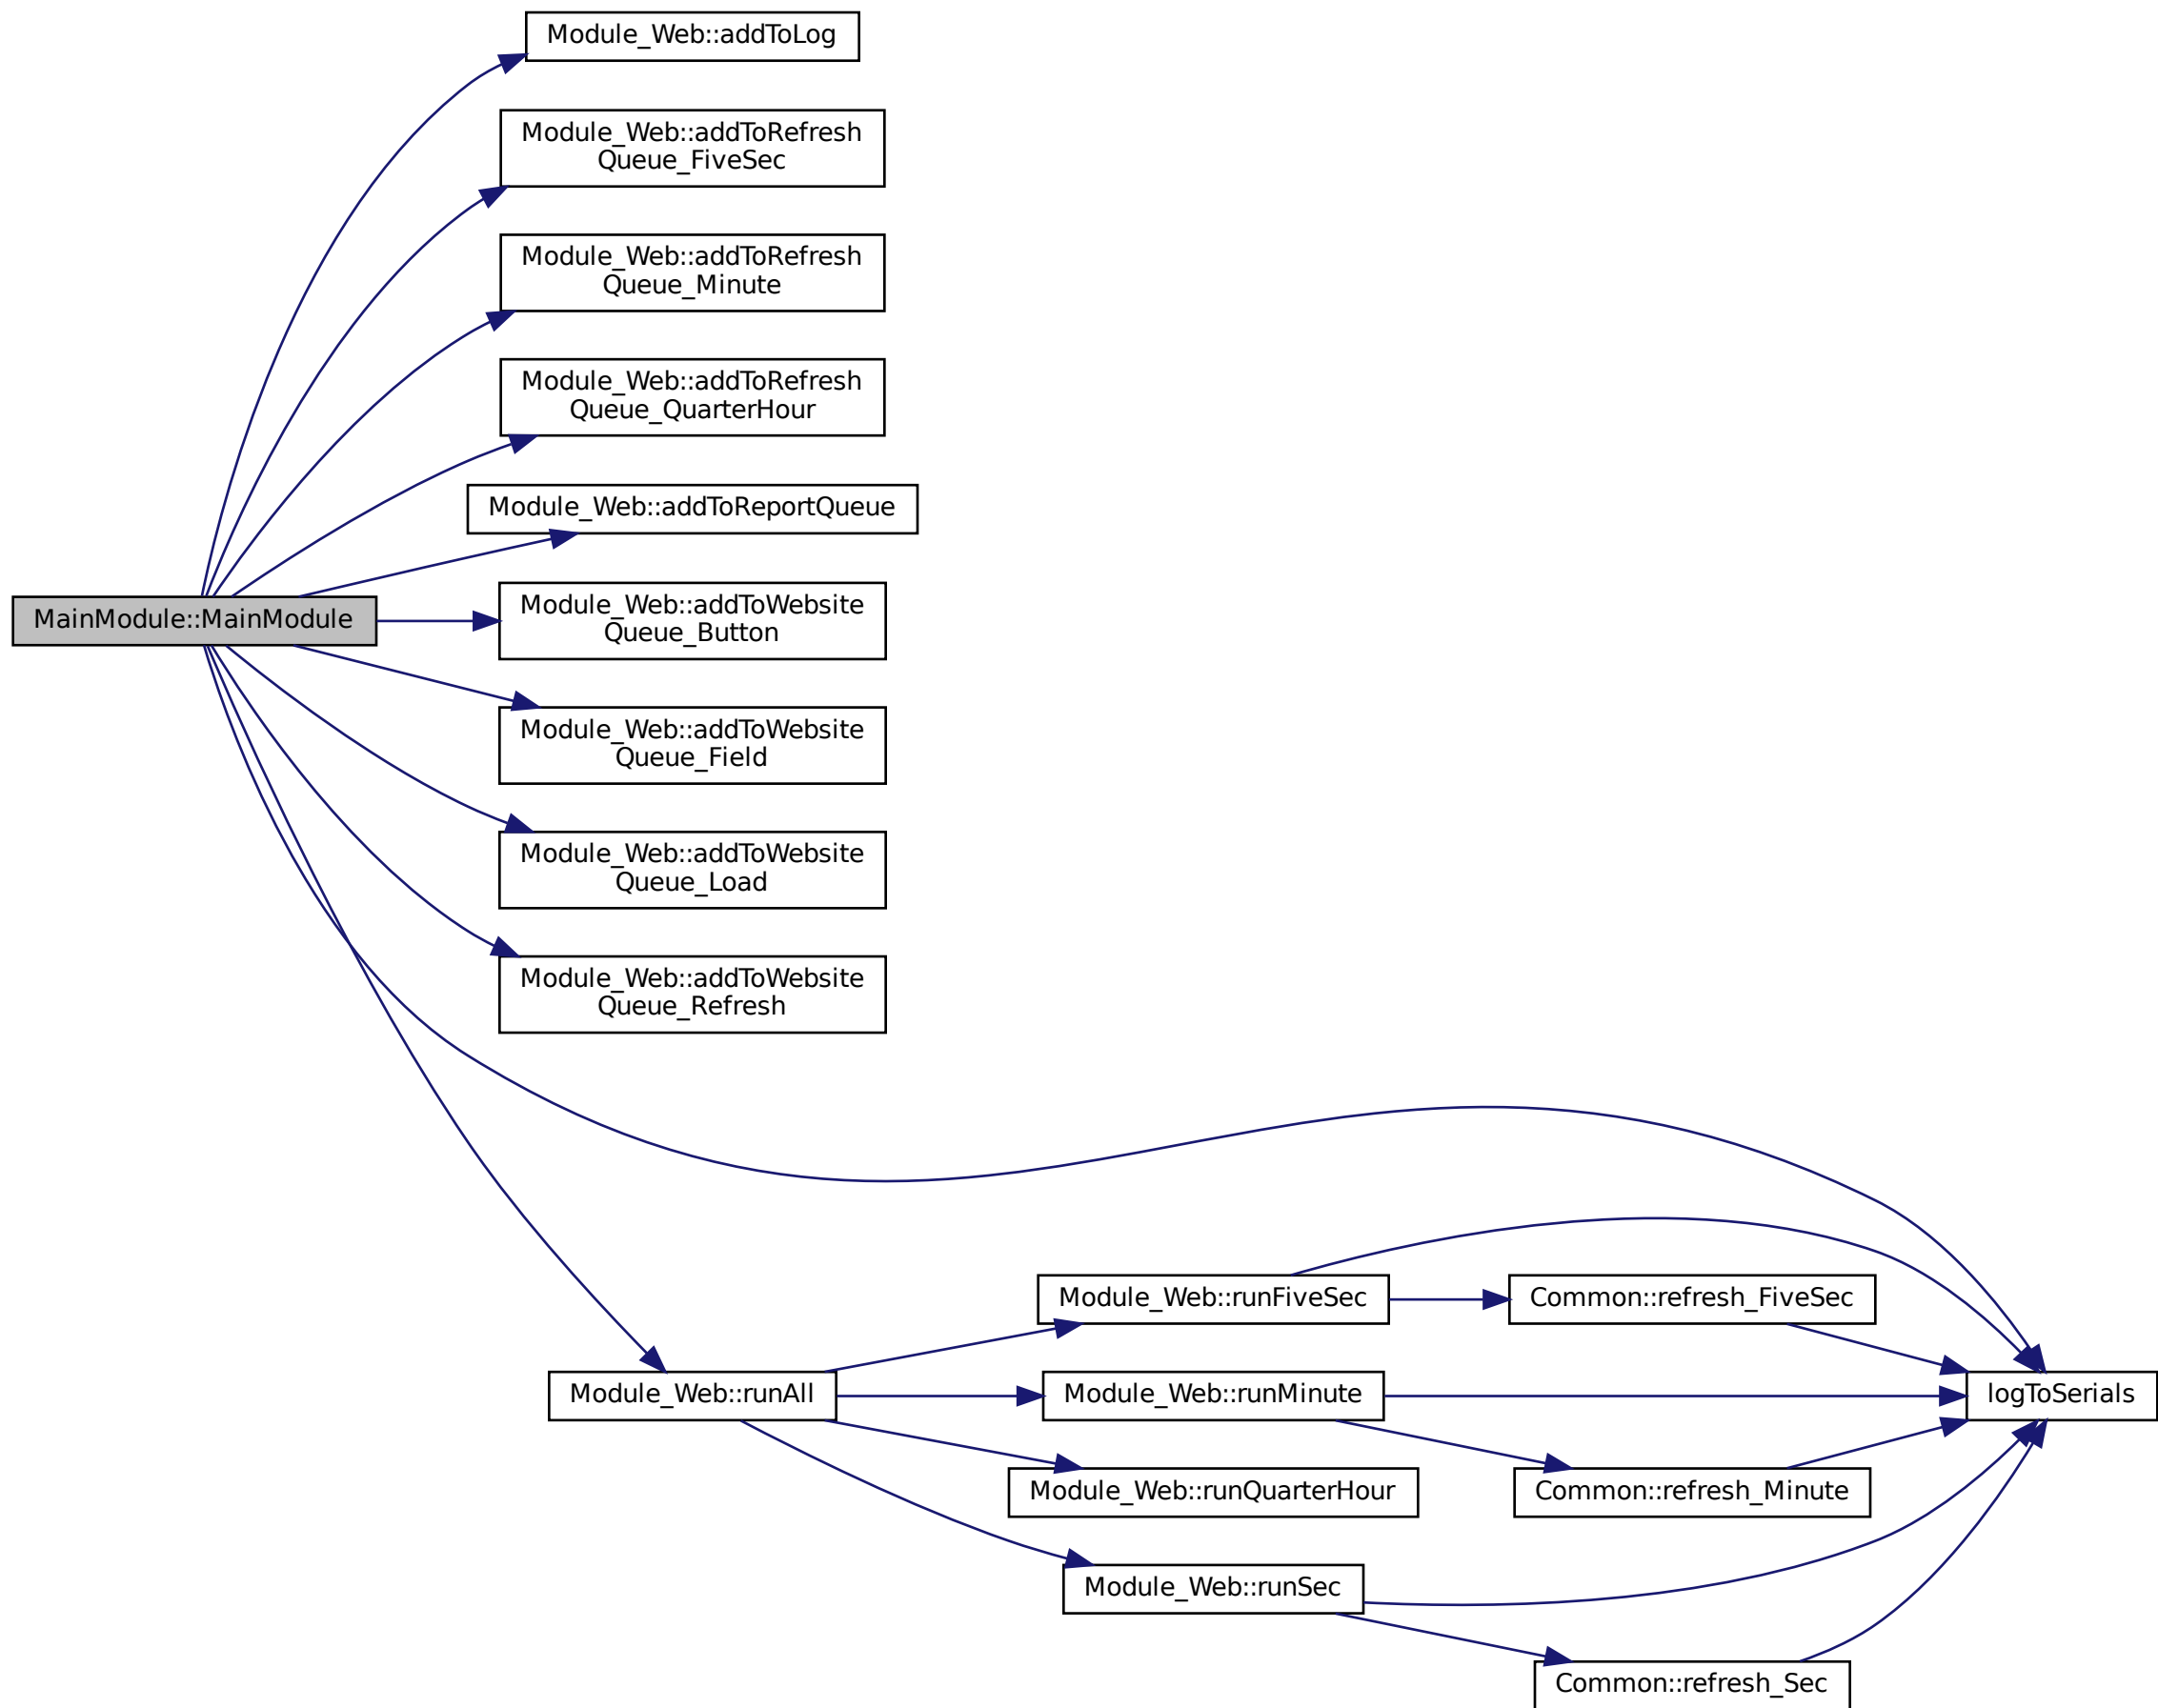 Module_Web::addToLog
Module_Web::addToRefresh
Queue_FiveSec
Module_Web::addToRefresh
Queue_Minute
Module_Web::addToRefresh
Queue_QuarterHour
Module_Web::addToReportQueue
MainModule::MainModule
Module_Web::addToWebsite
Queue_Button
Module_Web::addToWebsite
Queue_Field
Module_Web::addToWebsite
Queue_Load
Module_Web::addToWebsite
Queue_Refresh
Module_Web::runFiveSec
Common::refresh_FiveSec
Module_Web::runAll
Module_Web::runMinute
logToSerials
Module_Web::runQuarterHour
Common::refresh_Minute
Module_Web::runSec
Common::refresh_Sec